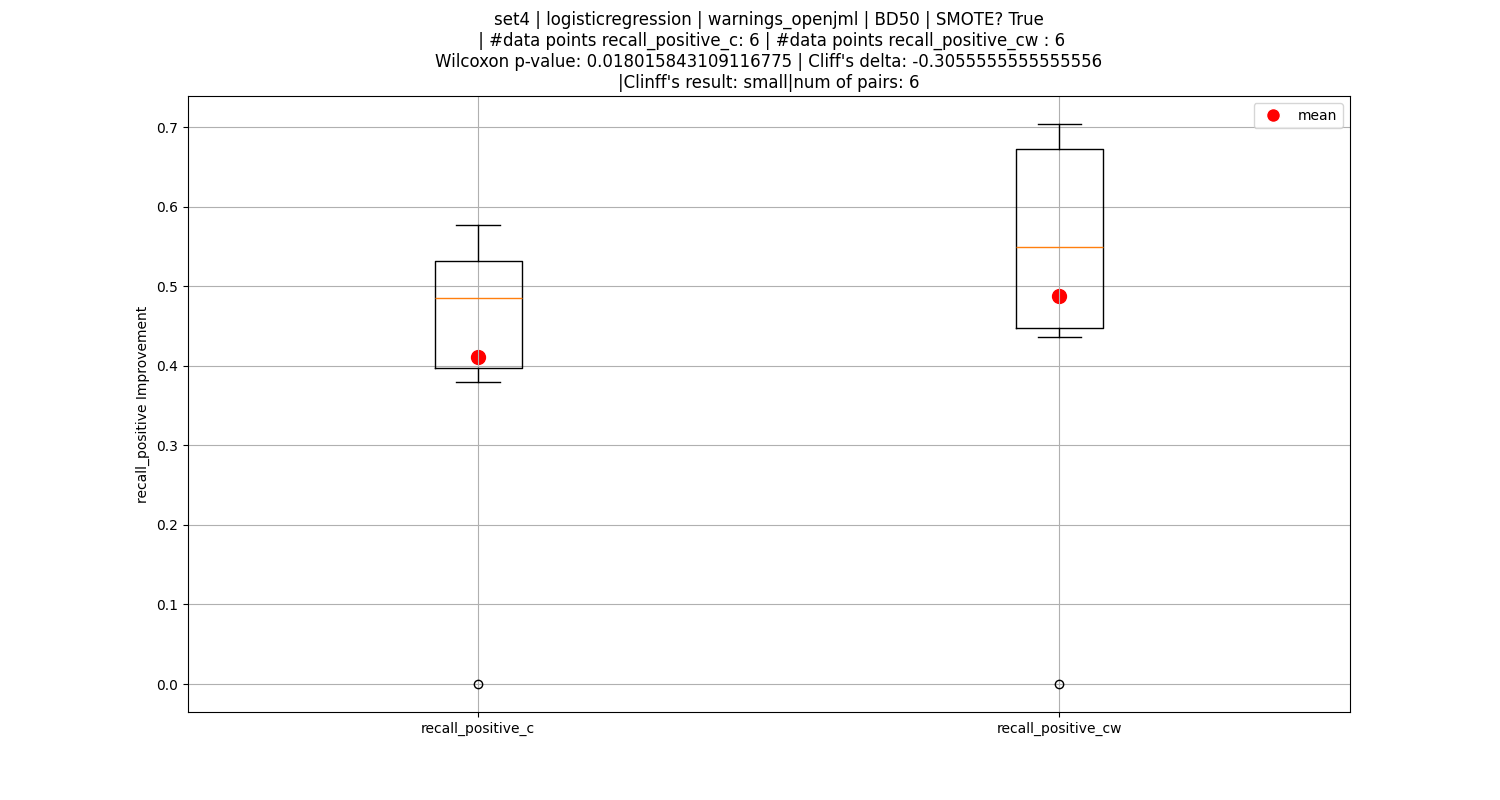 set4 | logisticregression | warnings_openjml | BD50 | SMOTE? True
| #data points recall_positive_c: 6 | #data points recall_positive_cw : 6
Wilcoxon p-value: 0.018015843109116775 | Cliff's delta: -0.3055555555555556
|Clinff's result: small|num of pairs: 6
mean
recall_positive Improvement
0.7
0.6
0.5
0.4
0.3
0.2
0.1
0.0
recall_positive_c
recall_positive_cw